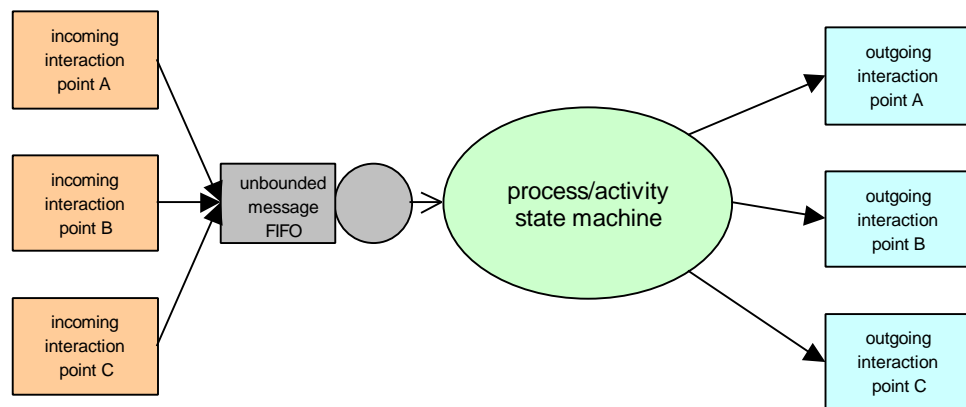 incoming
interaction
point A
incoming
interaction
point B
incoming
interaction
point C
unbounded
message
FIFO
process/activity
state machine
outgoing
interaction
point A
outgoing
interaction
point B
outgoing
interaction
point C